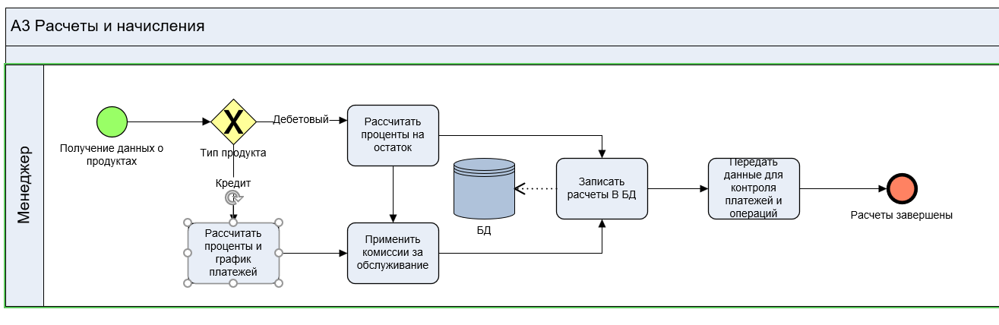 А3 Расчеты и начисления
Менеджер
Получение данных о
продуктах
Тип продукта
Дебетовый
Кредит
Рассчитать
проценты на
остаток
Рассчитать
проценты и
график
платежей
Применить
комиссии за
обслуживание
БД
Записать
расчеты В БД
Передать
данные для
контроля
платежей и
операций
Расчеты завершены